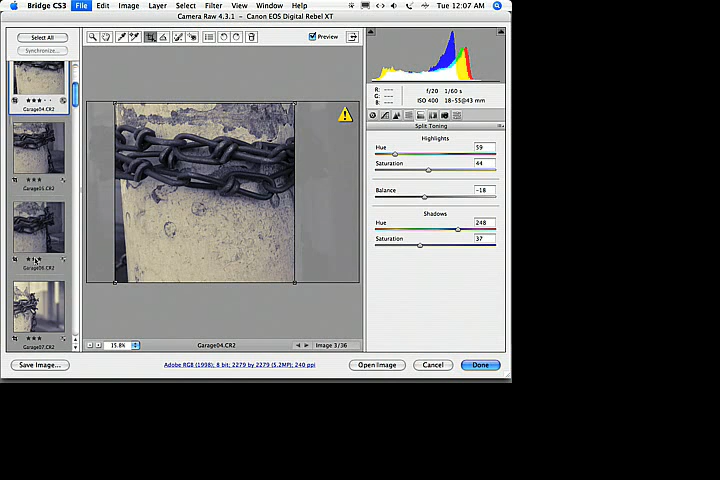 Bridge CS3 File Edit Image Label Layer Filter View Window Help Tue 12:07 AM
Camera Raw 4.3.1 – Canon EOS Digital Rebel XT
Select All
Synchronize...
Preview
Garage04.CR2
Garage05.CR2
Garage06.CR2
Garage07.CR2
R: ---
G: ---
B: ---
f/20 1/60 s
ISO 400 18-55@43 mm
Split Toning
Highlights
Hue 59
Saturation 44
Balance -18
Shadows
Hue 248
Saturation 37
15.8% Garage04.CR2 Image 3/36
Save Image... Adobe RGB (1998); 8 bit; 2279 by 2279 (5.2MP); 240 ppi Open Image Cancel Done